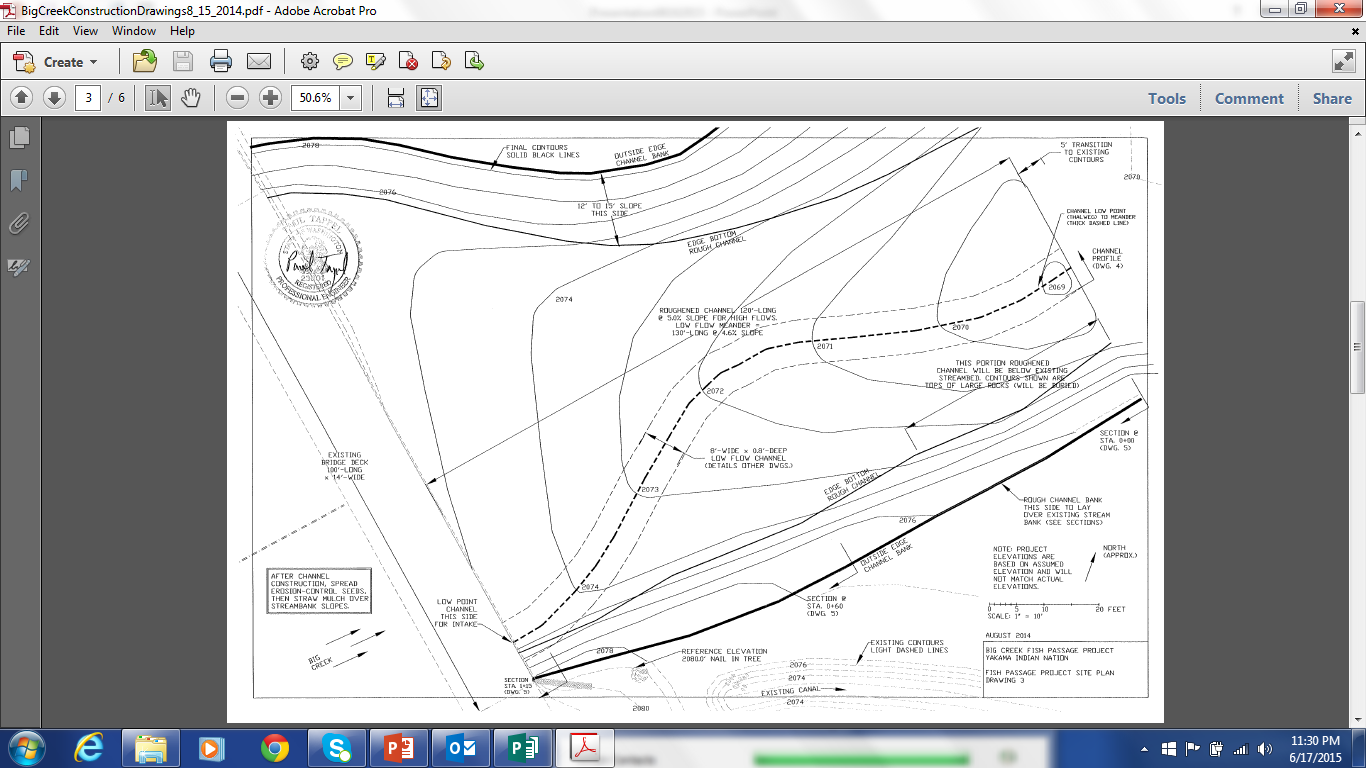 BigCreekConstructionDrawings8_15_2014.pdf - Adobe Acrobat Pro
File Edit View Window Help
Create
3 / 6
50.6%
Tools Comment Share
2078
FINAL CONTOURS
SOLID BLACK LINES
OUTSIDE EDGE
CHANNEL BANK
5' TRANSITION
TO EXISTING
CONTOURS
2070
2076
12' TO 15' SLOPE
THIS SIDE
EDGE BOTTOM
ROUGH CHANNEL
CHANNEL LOW POINT
(THALWEG) TO MEANDER
(THICK DASHED LINE)
CHANNEL
PROFILE
(DWG. 4)
PAUL TAPPEL
REGISTERED
PROFESSIONAL ENGINEER
2069
2074
ROUGHENED CHANNEL 120'-LONG
@ 5.0% SLOPE FOR HIGH FLOWS.
LOW FLOW MEANDER =
130'-LONG @ 4.6% SLOPE
2070
2071
THIS PORTION ROUGHENED
CHANNEL WILL BE BELOW EXISTING
STREAMBED. CONTOURS SHOWN ARE
TOPS OF LARGE ROCKS (WILL BE BURIED)
2072
SECTION @
STA. 0+00
(DWG. 5)
EXISTING
BRIDGE DECK
100'-LONG
x 14'-WIDE
8'-WIDE x 0.8'-DEEP
LOW FLOW CHANNEL
(DETAILS OTHER DWGS.)
2073
EDGE BOTTOM
ROUGH CHANNEL
ROUGH CHANNEL BANK
THIS SIDE TO LAY
OVER EXISTING STREAM
BANK (SEE SECTIONS)
2076
OUTSIDE EDGE
CHANNEL BANK
NOTE: PROJECT
ELEVATIONS ARE
BASED ON ASSUMED
ELEVATION AND WILL
NOT MATCH ACTUAL
ELEVATIONS.
NORTH
(APPROX.)
AFTER CHANNEL
CONSTRUCTION, SPREAD
EROSION-CONTROL SEEDS,
THEN STRAW MULCH OVER
STREAMBANK SLOPES.
2074
LOW POINT
CHANNEL
THIS SIDE
FOR INTAKE
SECTION @
STA. 0+60
(DWG. 5)
0 5 10 20 FEET
SCALE: 1" = 10'
BIG
CREEK
2078
REFERENCE ELEVATION
2080.0' NAIL IN TREE
EXISTING CONTOURS
LIGHT DASHED LINES
AUGUST 2014
BIG CREEK FISH PASSAGE PROJECT
YAKAMA INDIAN NATION
FISH PASSAGE PROJECT SITE PLAN
DRAWING 3
SECTION
STA. 1+15
(DWG. 5)
2076
2074
EXISTING CANAL
2074
2080
11:30 PM
6/17/2015